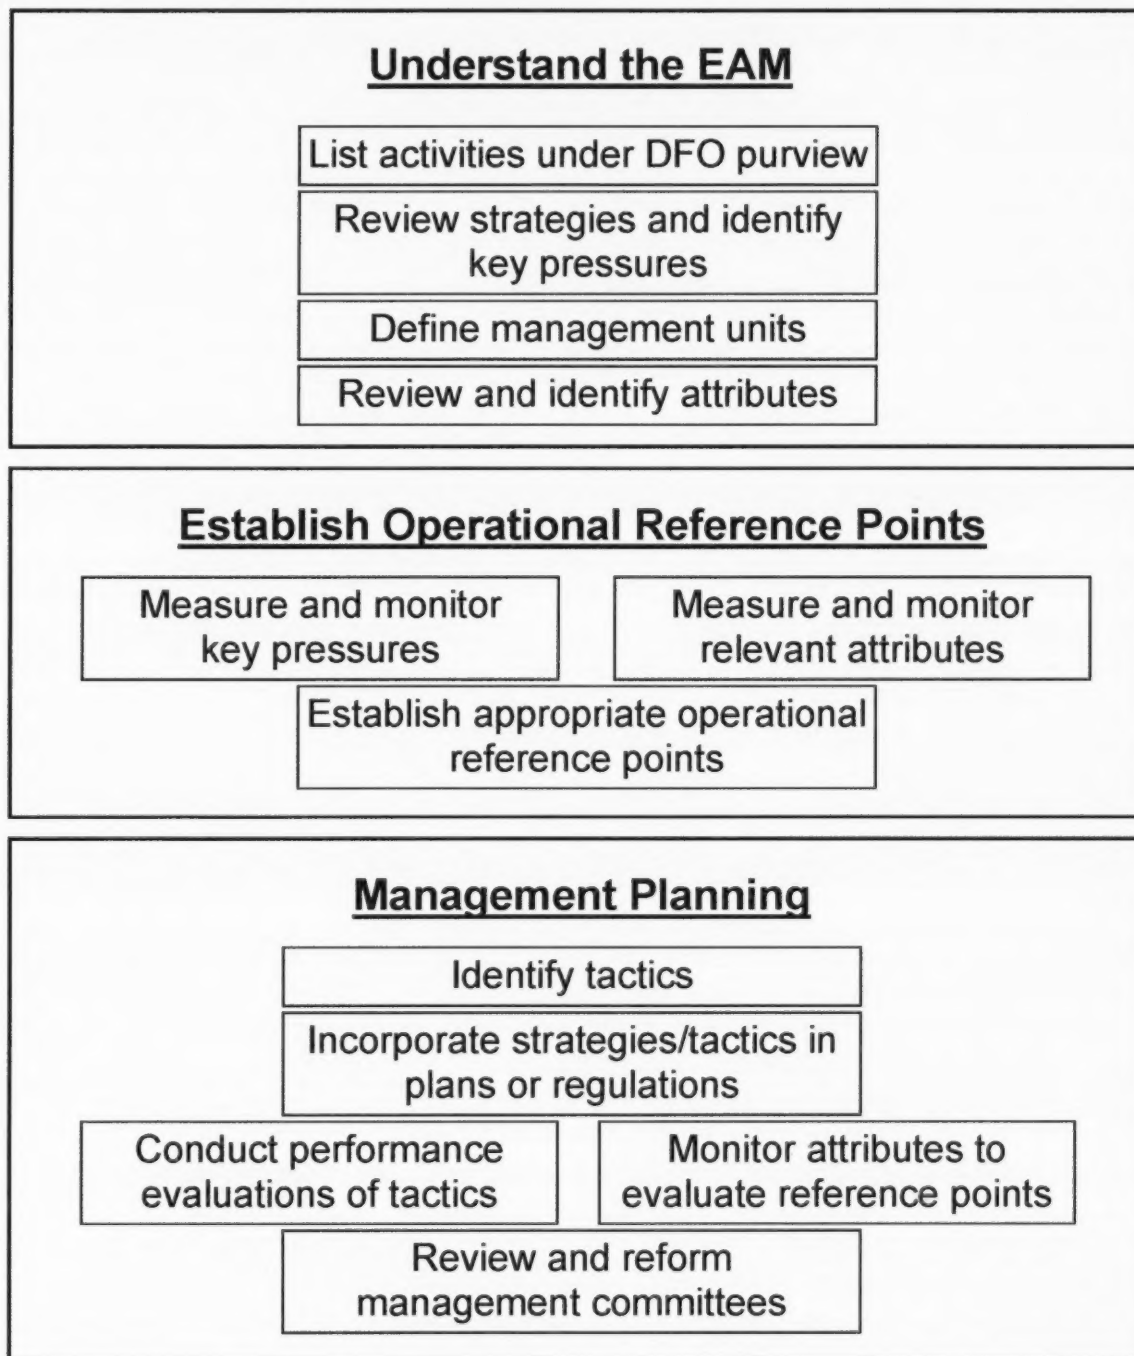 Understand the EAM
List activities under DFO purview
Review strategies and identify
key pressures
Define management units
Review and identify attributes
Establish Operational Reference Points
Measure and monitor
key pressures
Measure and monitor
relevant attributes
Establish appropriate operational
reference points
Management Planning
Identify tactics
Incorporate strategies/tactics in
plans or regulations
Conduct performance
evaluations of tactics
Monitor attributes to
evaluate reference points
Review and reform
management committees